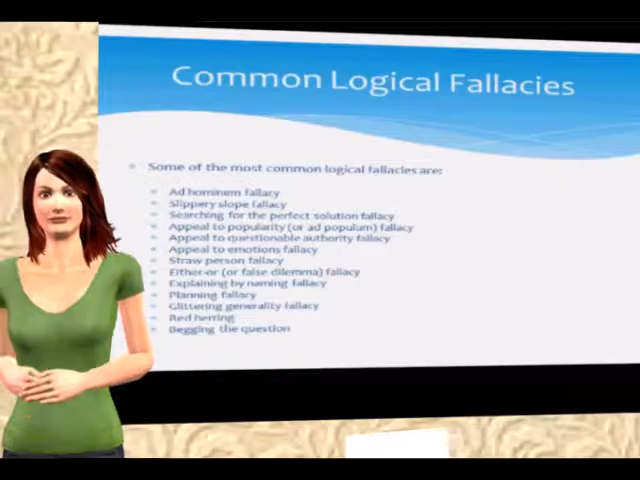 Common Logical Fallacies
Some of the most common logical fallacies are:
Ad hominem fallacy
Slippery slope fallacy
Searching for the perfect solution fallacy
Appeal to popularity (or ad populum) fallacy
Appeal to questionable authority fallacy
Appeal to emotions fallacy
Straw person fallacy
Either-or (or false dilemma) fallacy
Explaining by naming fallacy
Planning fallacy
Glittering generality fallacy
Red herring
Begging the question